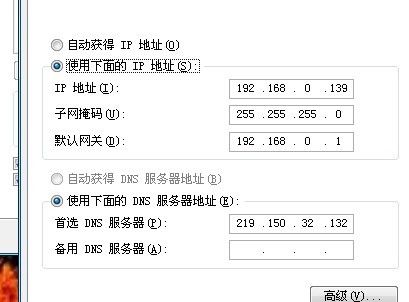 自动获得 IP 地址(O)
使用下面的 IP 地址(S):
IP 地址(I): 192 .168 . 0 .139
子网掩码(U): 255 .255 .255 . 0
默认网关(D): 192 .168 . 0 . 1
自动获得 DNS 服务器地址(B)
使用下面的 DNS 服务器地址(E):
首选 DNS 服务器(P): 219 .150 . 32 .132
备用 DNS 服务器(A): . . .
高级(V)...